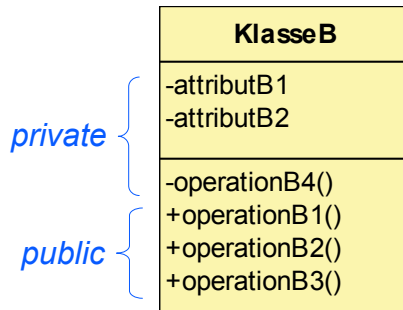 KlasseB
-attributB1
-attributB2
private
-operationB4()
+operationB1()
+operationB2()
public
+operationB3()